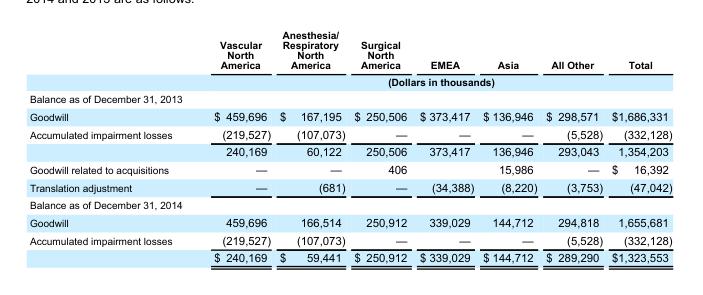 2014 and 2013 are as follows:
Vascular North America Anesthesia/ Respiratory North America Surgical North America EMEA Asia All Other Total
(Dollars in thousands)
Balance as of December 31, 2013
Goodwill $ 459,696 $ 167,195 $ 250,506 $ 373,417 $ 136,946 $ 298,571 $1,686,331
Accumulated impairment losses (219,527) (107,073) — — — (5,528) (332,128)
240,169 60,122 250,506 373,417 136,946 293,043 1,354,203
Goodwill related to acquisitions — — 406 15,986 — $ 16,392
Translation adjustment — (681) — (34,388) (8,220) (3,753) (47,042)
Balance as of December 31, 2014
Goodwill 459,696 166,514 250,912 339,029 144,712 294,818 1,655,681
Accumulated impairment losses (219,527) (107,073) — — — (5,528) (332,128)
$ 240,169 $ 59,441 $ 250,912 $ 339,029 $ 144,712 $ 289,290 $1,323,553